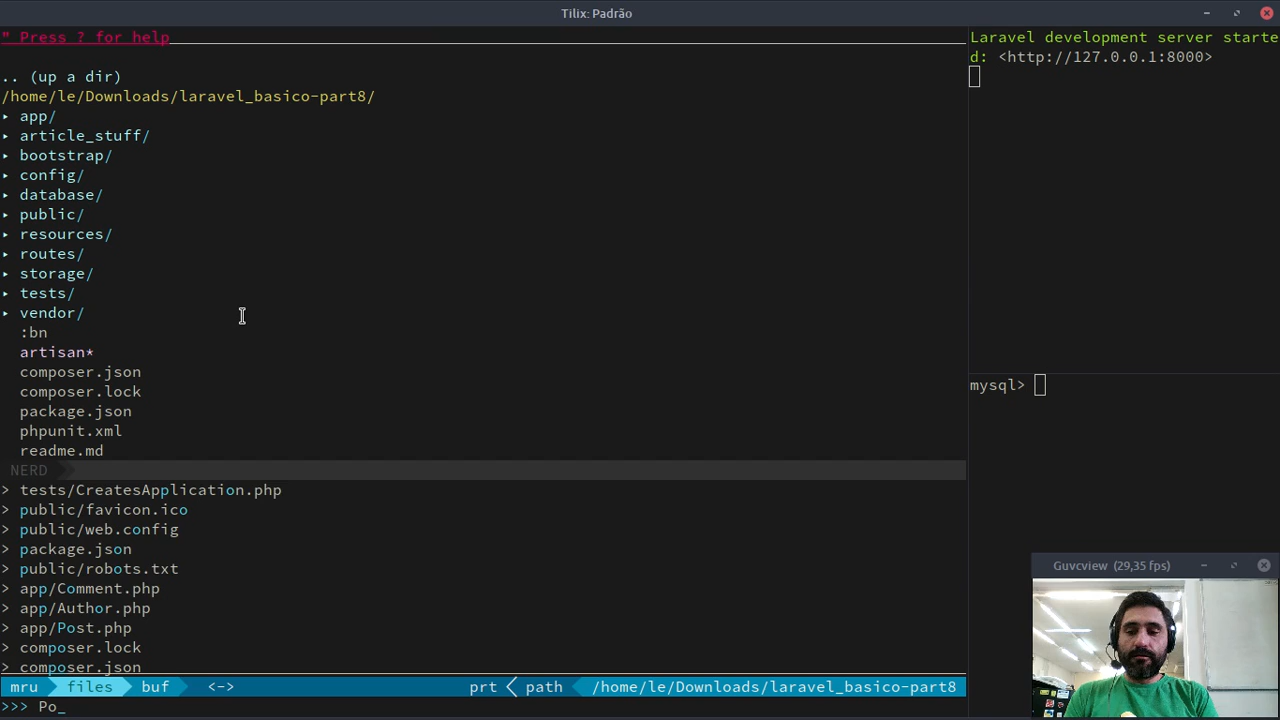 Tilix: Padrão
" Press ? for help
.. (up a dir)
/home/le/Downloads/laravel_basico-part8/
▸ app/
▸ article_stuff/
▸ bootstrap/
▸ config/
▸ database/
▸ public/
▸ resources/
▸ routes/
▸ storage/
▸ tests/
▸ vendor/
:bn
artisan*
composer.json
composer.lock
package.json
phpunit.xml
readme.md
NERD
> tests/CreatesApplication.php
> public/favicon.ico
> public/web.config
> package.json
> public/robots.txt
> app/Comment.php
> app/Author.php
> app/Post.php
> composer.lock
> composer.json
mru files buf <-> prt path /home/le/Downloads/laravel_basico-part8
>>> Po_
Laravel development server starte
d: <http://127.0.0.1:8000>
mysql>
Guvcview (29,35 fps)